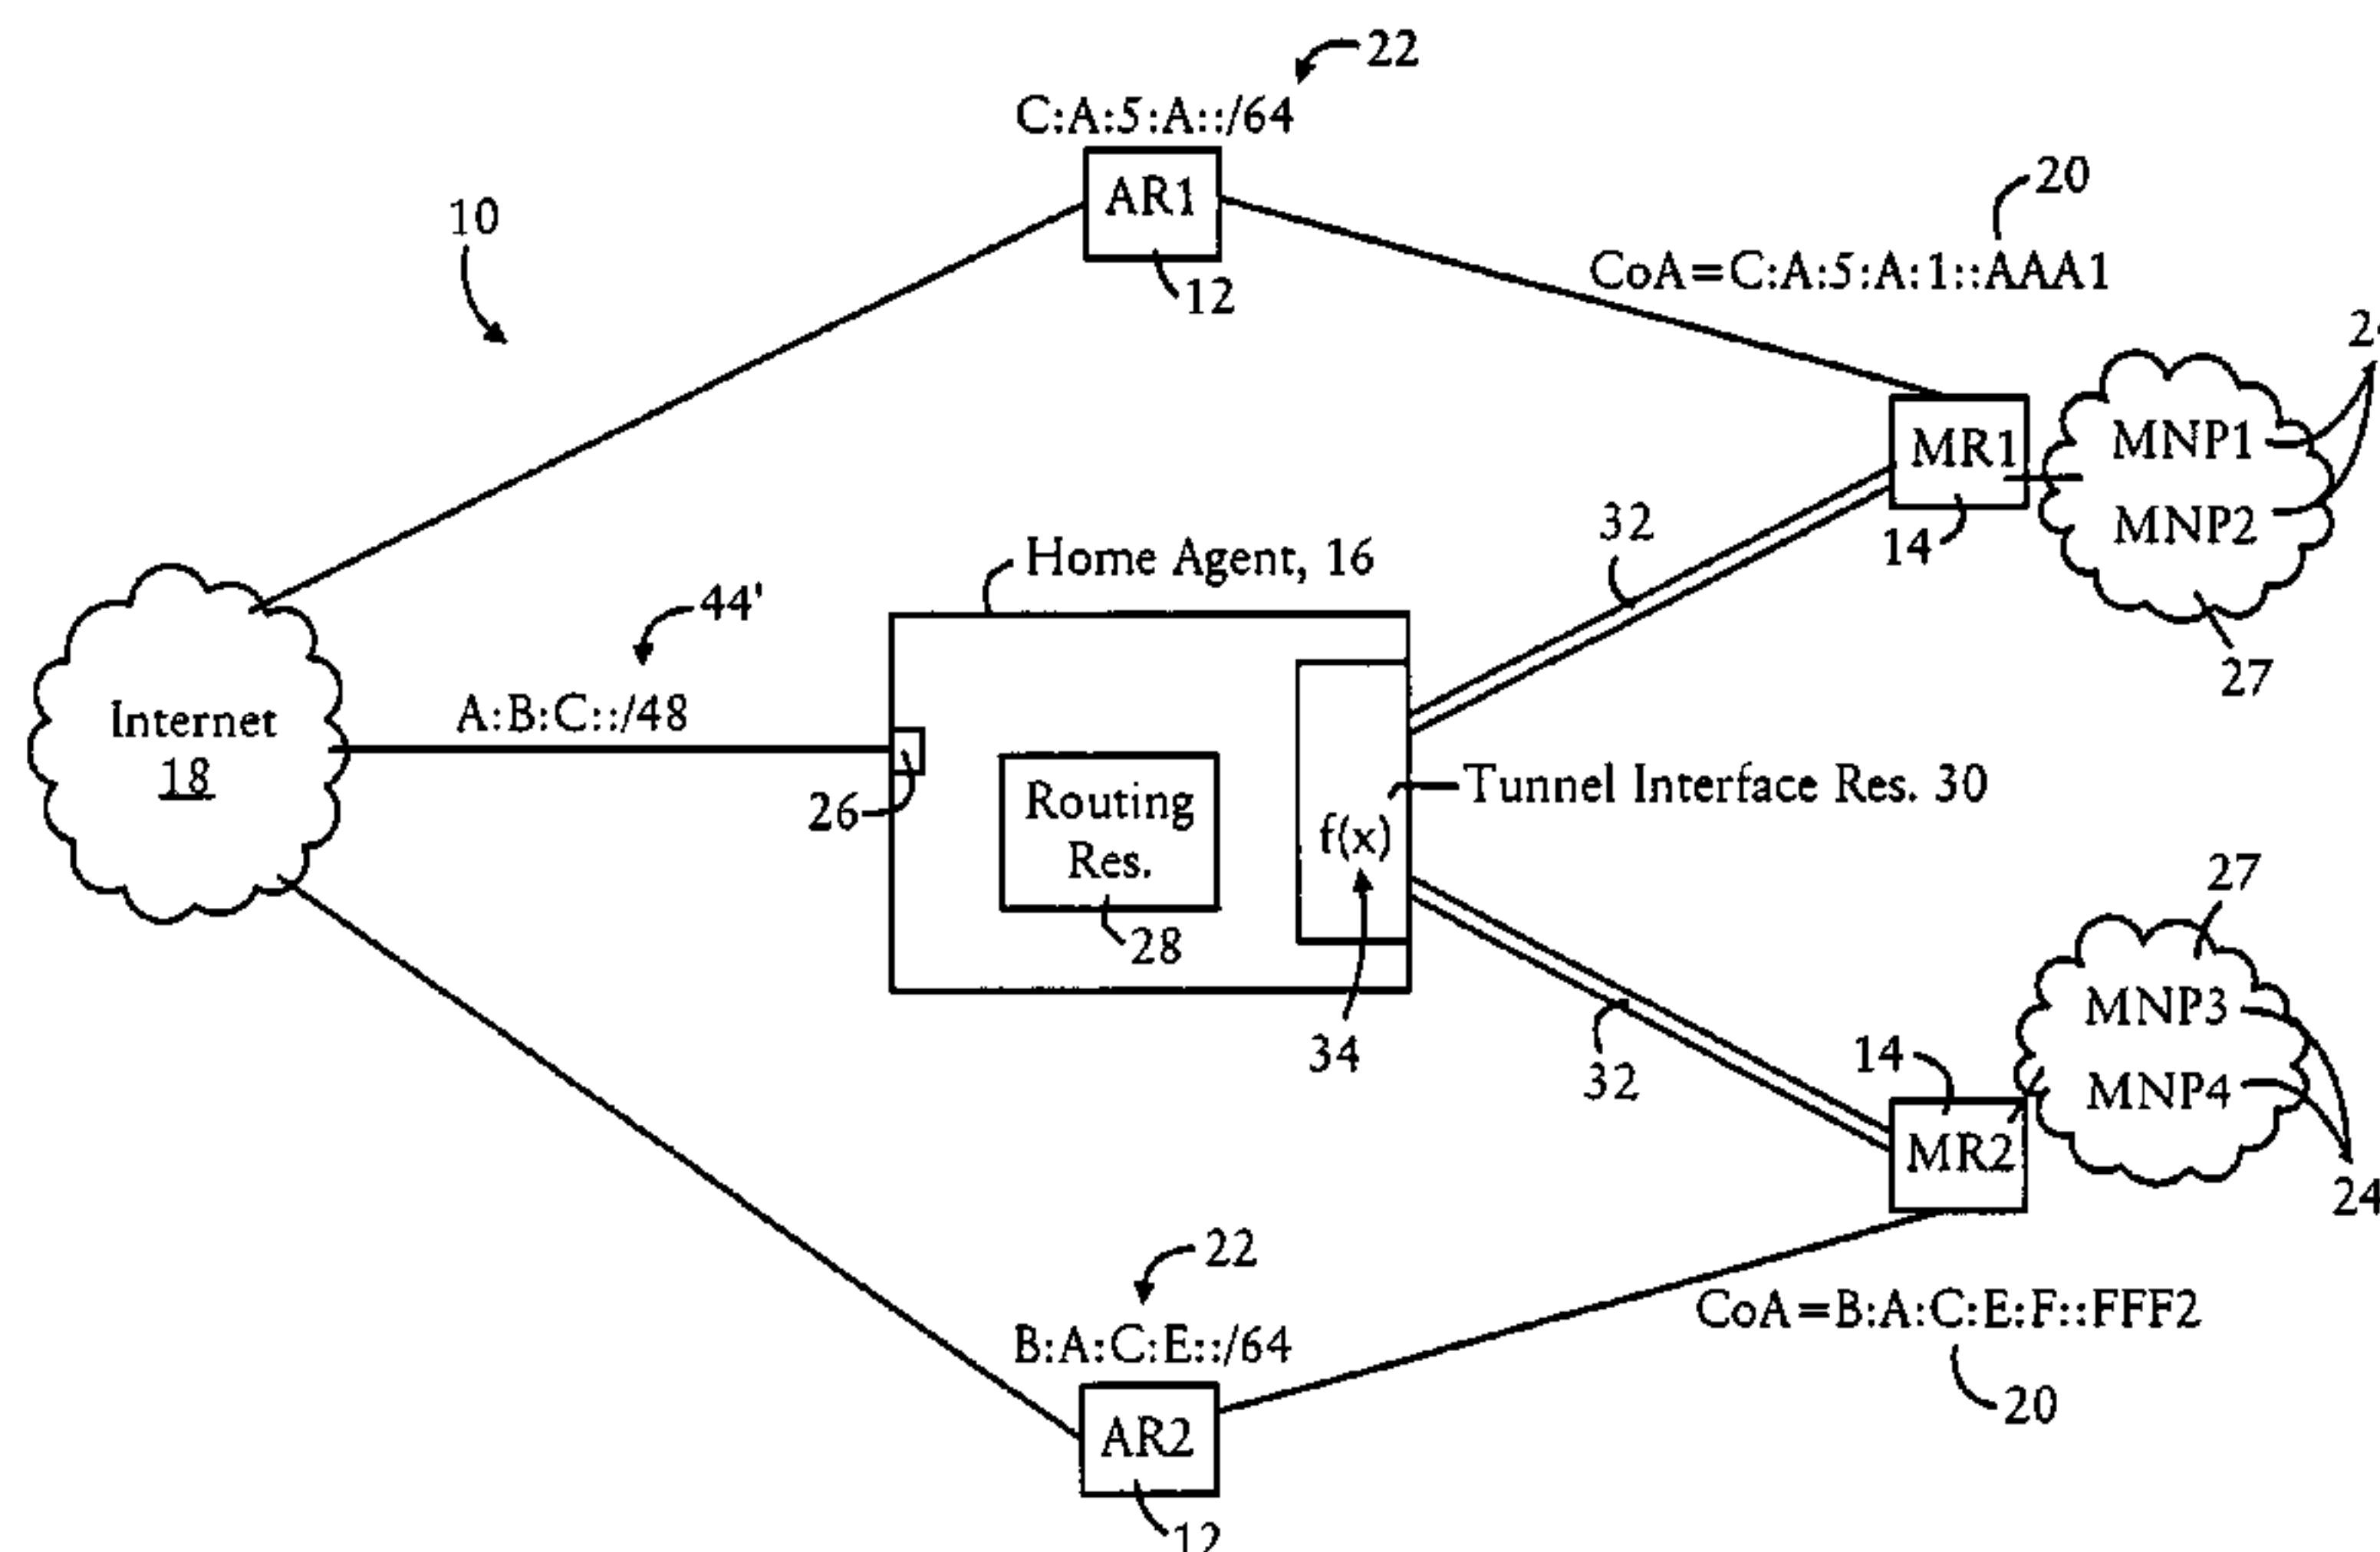 22
C:A:5:A::/64
AR1
12
10
20
CoA=C:A:5:A:1::AAA1
MR1
14
MNP1
MNP2
27
32
Home Agent, 16
44'
A:B:C::/48
Internet
18
26
Routing
Res.
28
f(x)
34
Tunnel Interface Res. 30
32
27
MNP3
MNP4
24
14
MR2
22
B:A:C:E::/64
AR2
12
CoA=B:A:C:E:F::FFF2
20